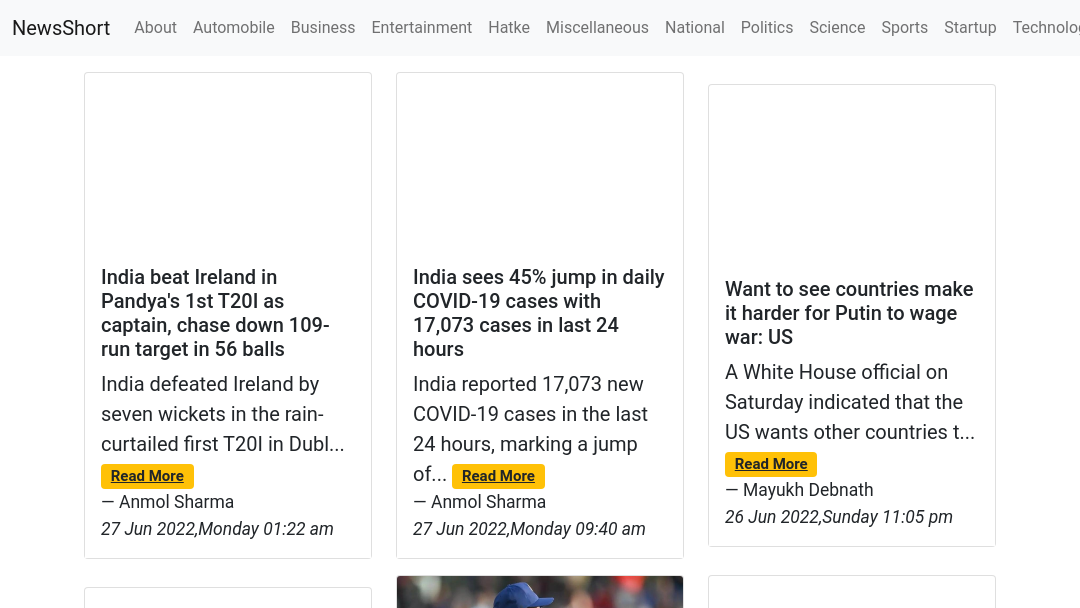 NewsShort About Automobile Business Entertainment Hatke Miscellaneous National Politics Science Sports Startup
India beat Ireland in
Pandya's 1st T20I as
captain, chase down 109-
run target in 56 balls
India defeated Ireland by
seven wickets in the rain-
curtailed first T20I in Dubl...
Read More
— Anmol Sharma
27 Jun 2022,Monday 01:22 am
India sees 45% jump in daily
COVID-19 cases with
17,073 cases in last 24
hours
India reported 17,073 new
COVID-19 cases in the last
24 hours, marking a jump
of... Read More
— Anmol Sharma
27 Jun 2022,Monday 09:40 am
Want to see countries make
it harder for Putin to wage
war: US
A White House official on
Saturday indicated that the
US wants other countries t...
Read More
— Mayukh Debnath
26 Jun 2022,Sunday 11:05 pm